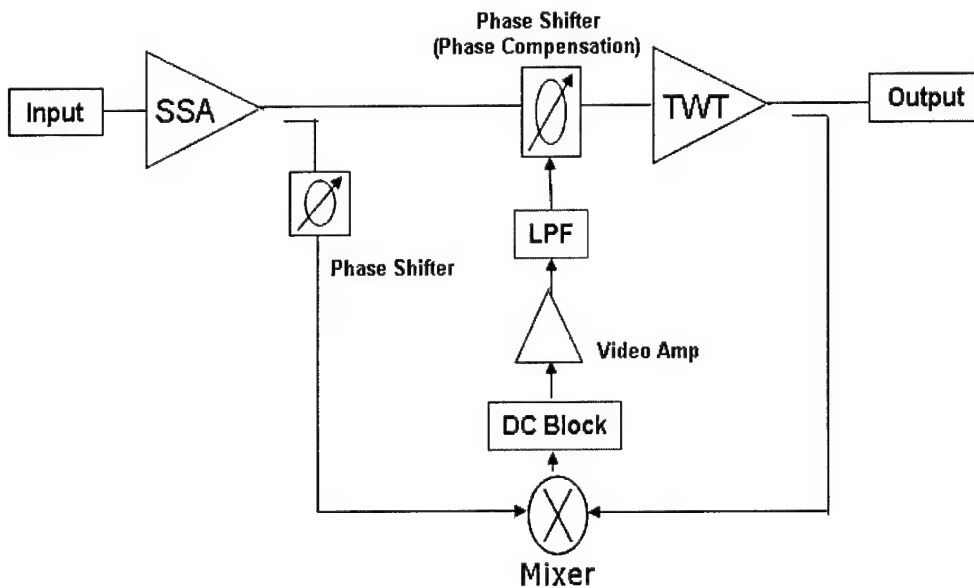 Phase Shifter
(Phase Compensation)
Input
SSA
TWT
Output
LPF
Phase Shifter
Video Amp
DC Block
Mixer